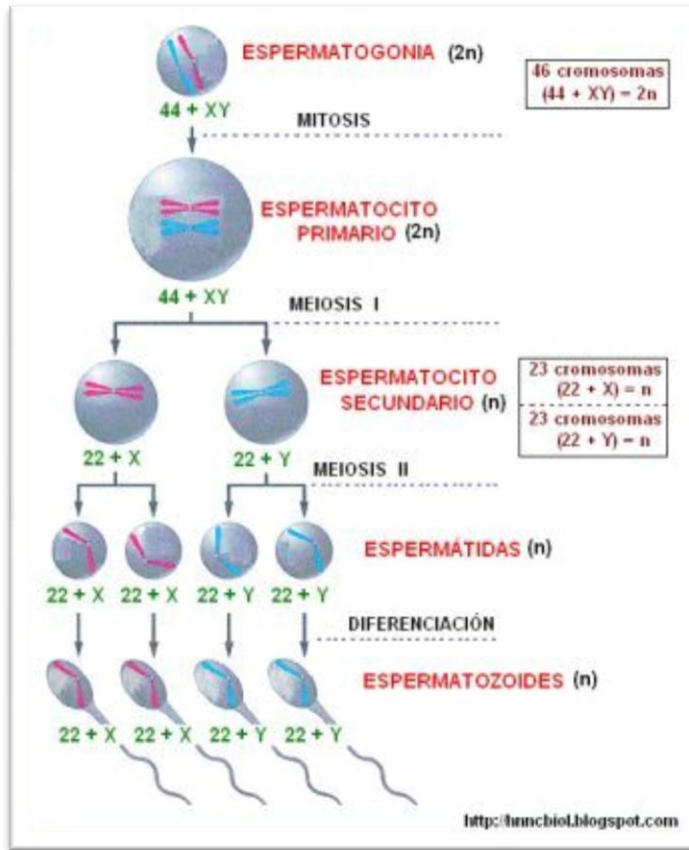 ESPERMATOGONIA (2n)
46 cromosomas
(44 + XY) = 2n
44 + XY
MITOSIS
ESPERMATOCITO
PRIMARIO (2n)
44 + XY
MEIOSIS I
ESPERMATOCITO
SECUNDARIO (n)
23 cromosomas
(22 + X) = n
23 cromosomas
(22 + Y) = n
22 + X 22 + Y
MEIOSIS II
ESPERMÁTIDAS (n)
22 + X 22 + X 22 + Y 22 + Y
DIFERENCIACIÓN
ESPERMATOZOIDES (n)
22 + X 22 + X 22 + Y 22 + Y
http://hnncbiol.blogspot.com